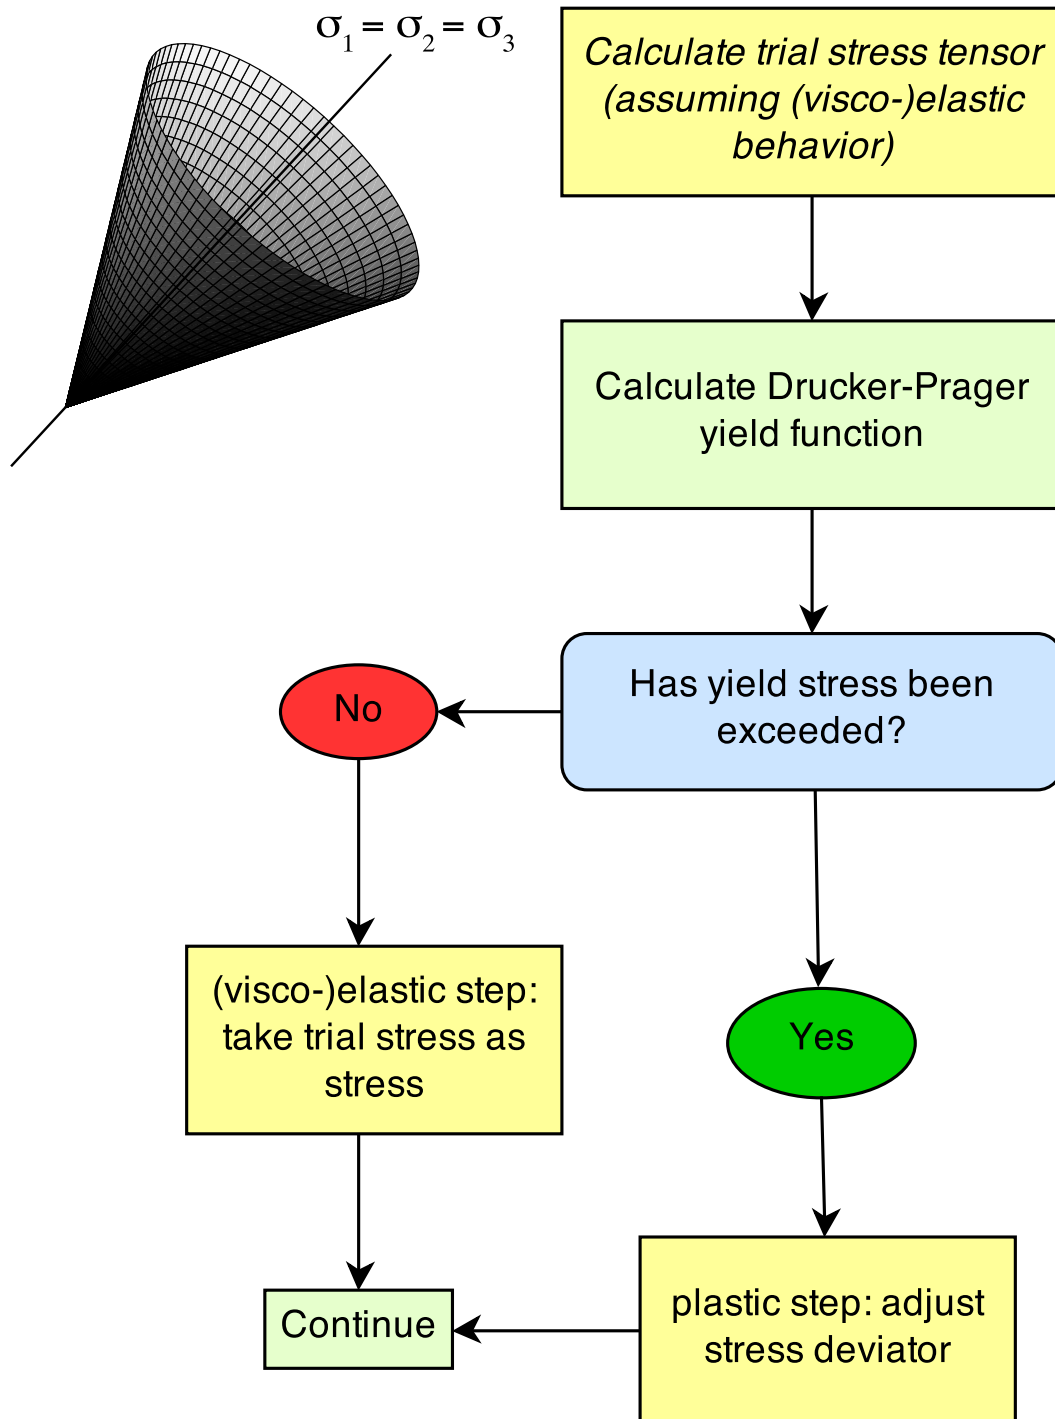 σ1 = σ2 = σ3
Calculate trial stress tensor
(assuming (visco-)elastic
behavior)
Calculate Drucker-Prager
yield function
Has yield stress been
exceeded?
No
(visco-)elastic step:
take trial stress as
stress
Yes
plastic step: adjust
stress deviator
Continue